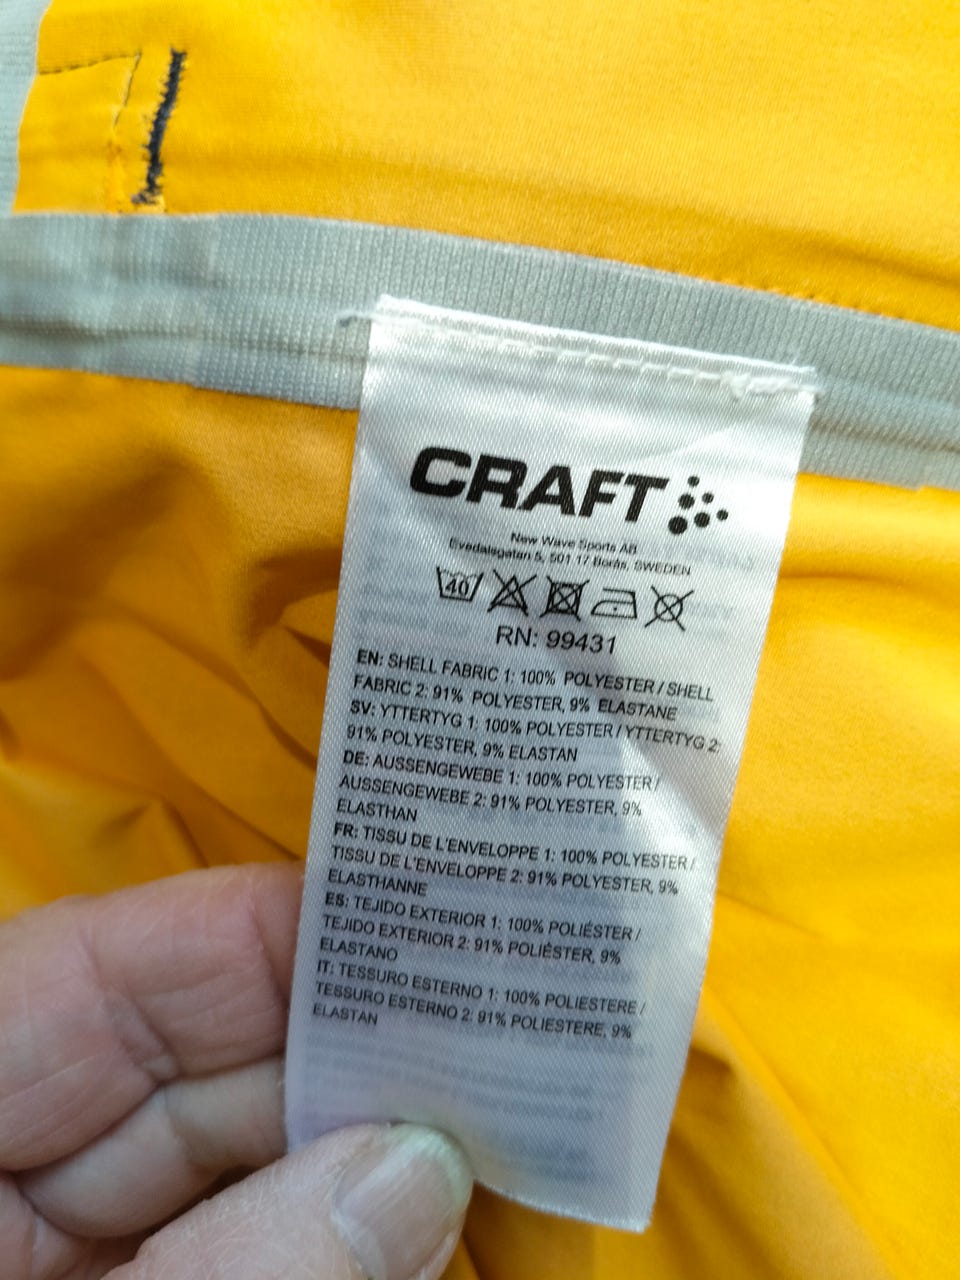 CRAFT
New Wave Sports AB
Evedalsgatan 5, 501 17 Borås, SWEDEN
40
RN: 99431
EN: SHELL FABRIC 1: 100% POLYESTER / SHELL
FABRIC 2: 91% POLYESTER, 9% ELASTANE
SV: YTTERTYG 1: 100% POLYESTER / YTTERTYG 2:
91% POLYESTER, 9% ELASTAN
DE: AUSSENGEWEBE 1: 100% POLYESTER /
AUSSENGEWEBE 2: 91% POLYESTER, 9%
ELASTHAN
FR: TISSU DE L'ENVELOPPE 1: 100% POLYESTER /
TISSU DE L'ENVELOPPE 2: 91% POLYESTER, 9%
ELASTHANNE
ES: TEJIDO EXTERIOR 1: 100% POLIÉSTER /
TEJIDO EXTERIOR 2: 91% POLIÉSTER, 9%
ELASTANO
IT: TESSUTO ESTERNO 1: 100% POLIESTERE /
TESSURO ESTERNO 2: 91% POLIESTERE, 9%
ELASTAN